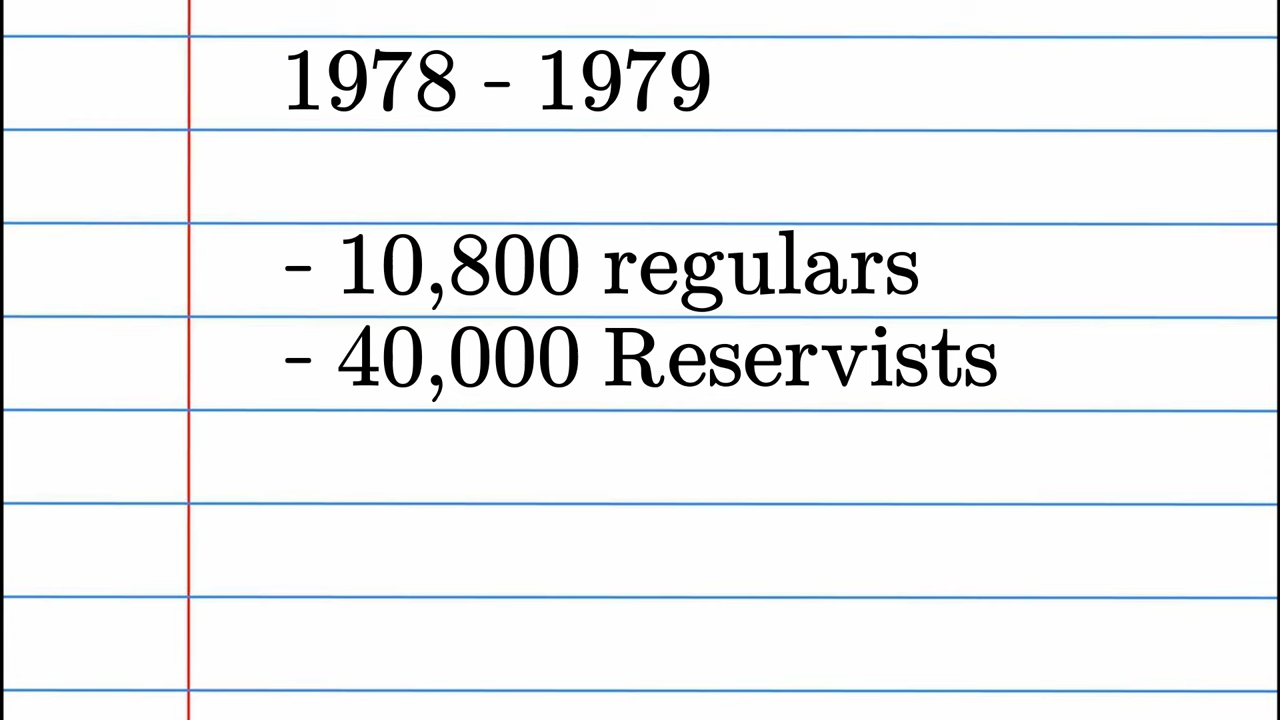 1978 - 1979
- 10,800 regulars
- 40,000 Reservists